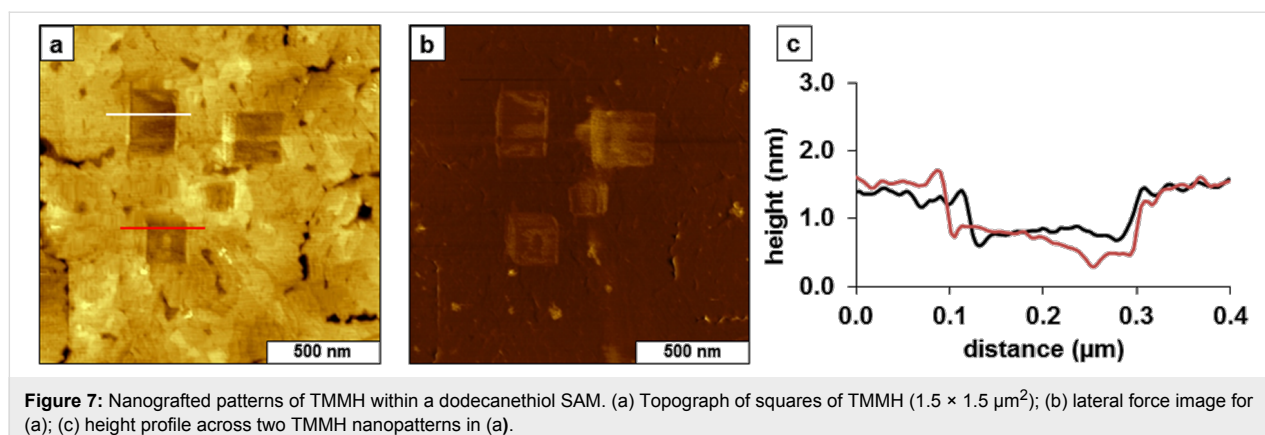 a
500 nm
b
500 nm
c
height (nm)
3.0
2.0
1.0
0.0
0.0 0.1 0.2 0.3 0.4
distance (µm)
Figure 7: Nanografted patterns of TMMH within a dodecanethiol SAM. (a) Topograph of squares of TMMH (1.5 × 1.5 µm²); (b) lateral force image for
(a); (c) height profile across two TMMH nanopatterns in (a).